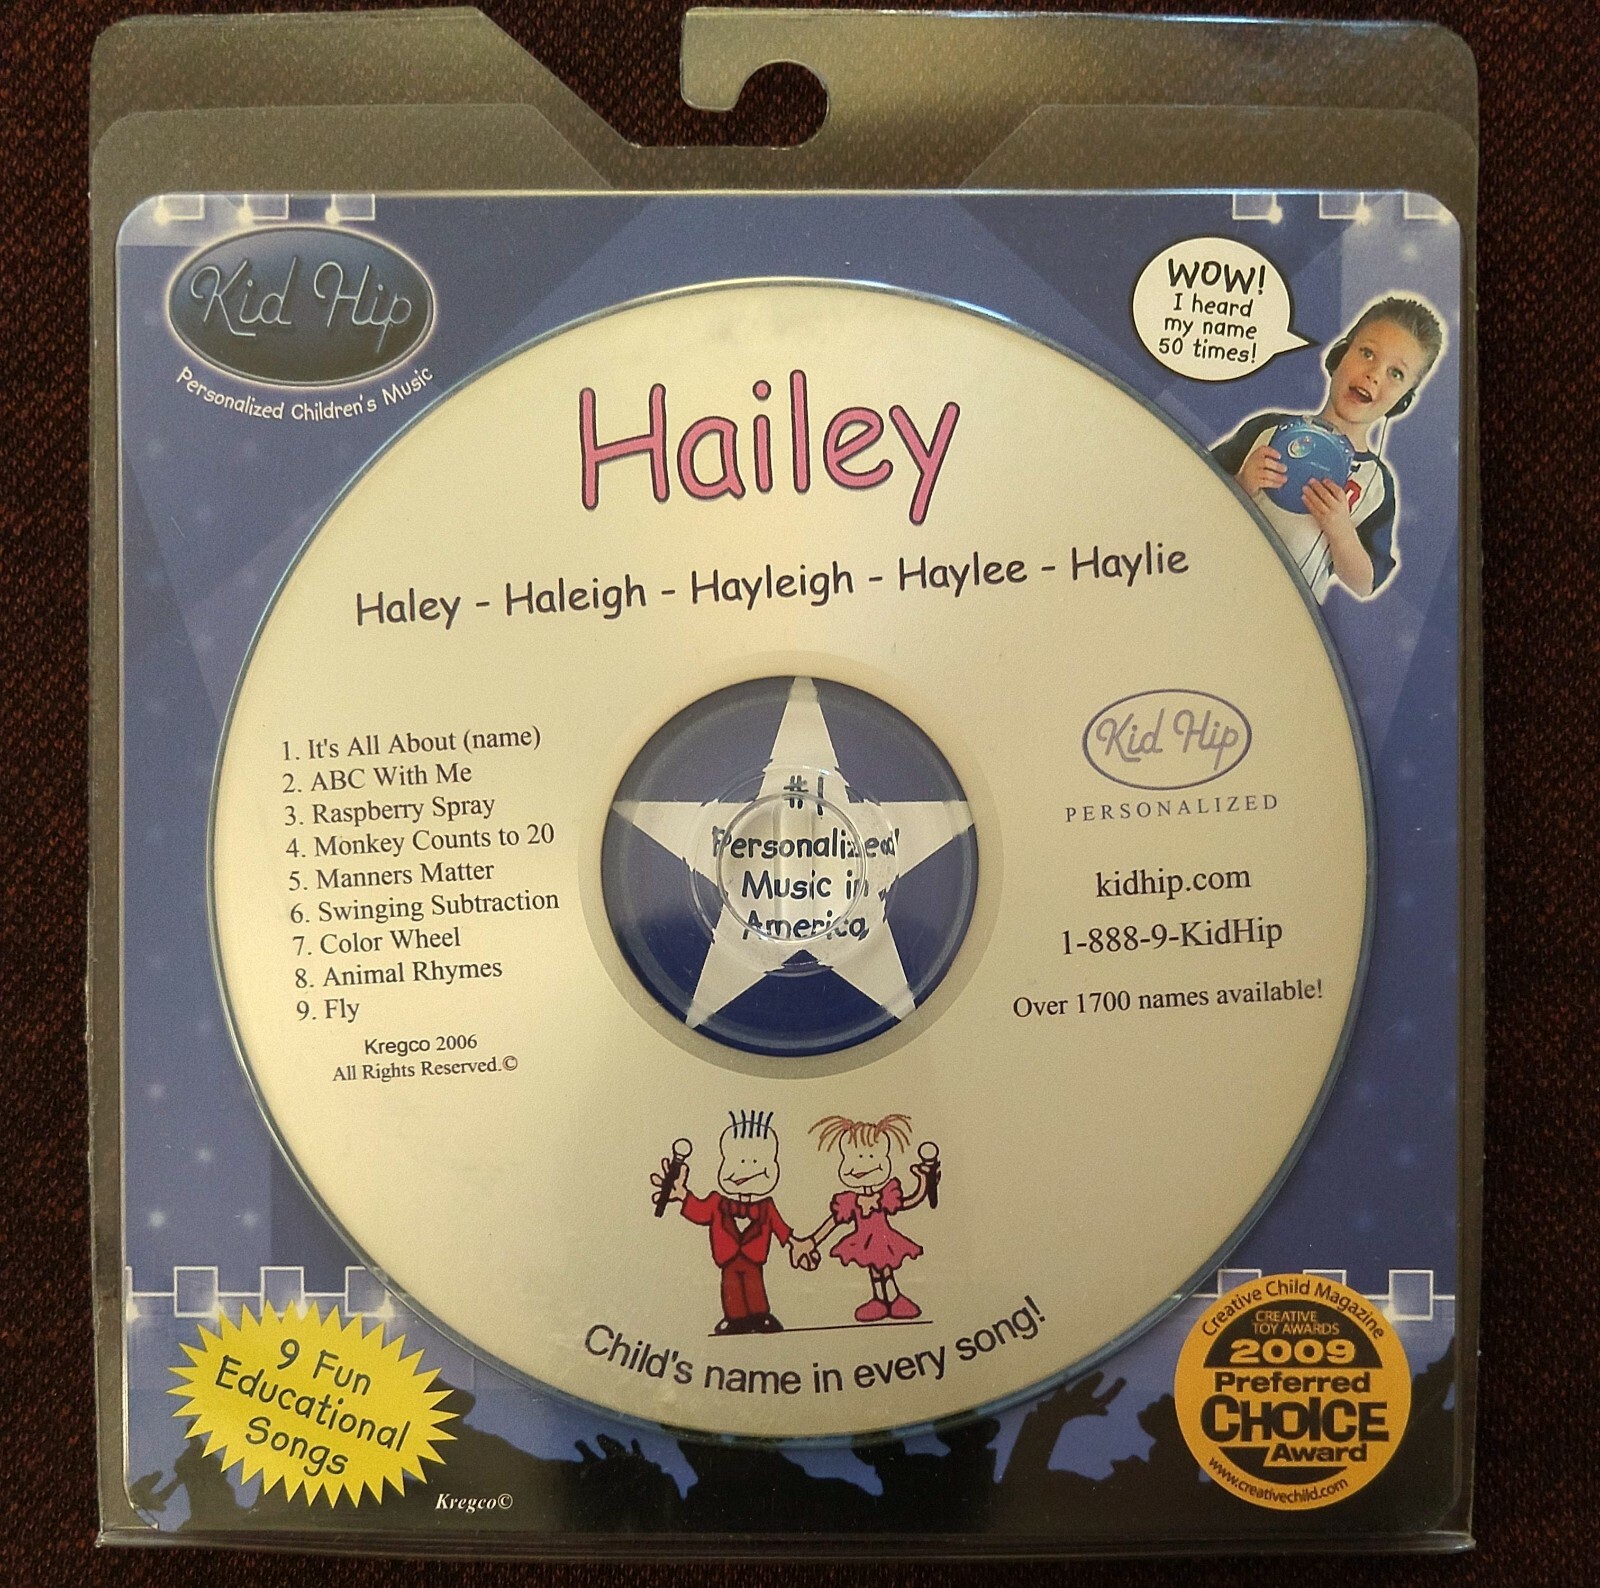 Kid Hip
Personalized Children's Music
WOW!
I heard
my name
50 times!
Hailey
Haley - Haleigh - Hayleigh - Haylee - Haylie
1. It's All About (name)
2. ABC With Me
3. Raspberry Spray
4. Monkey Counts to 20
5. Manners Matter
6. Swinging Subtraction
7. Color Wheel
8. Animal Rhymes
9. Fly
Kregco 2006
All Rights Reserved.©
#1
Personalized
Music in
America
Kid Hip
PERSONALIZED
kidhip.com
1-888-9-KidHip
Over 1700 names available!
Child's name in every song!
9 Fun
Educational
Songs
Kregco©
Creative Child Magazine
CREATIVE
TOY AWARDS
2009
Preferred
CHOICE
Award
www.creativechild.com